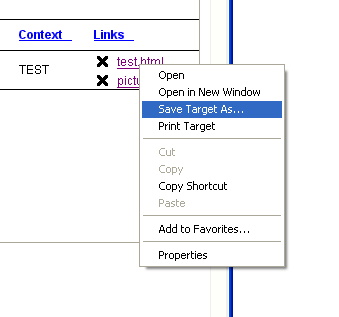 Context Links
TEST
test.html
pictu
Open
Open in New Window
Save Target As...
Print Target
Cut
Copy
Copy Shortcut
Paste
Add to Favorites...
Properties